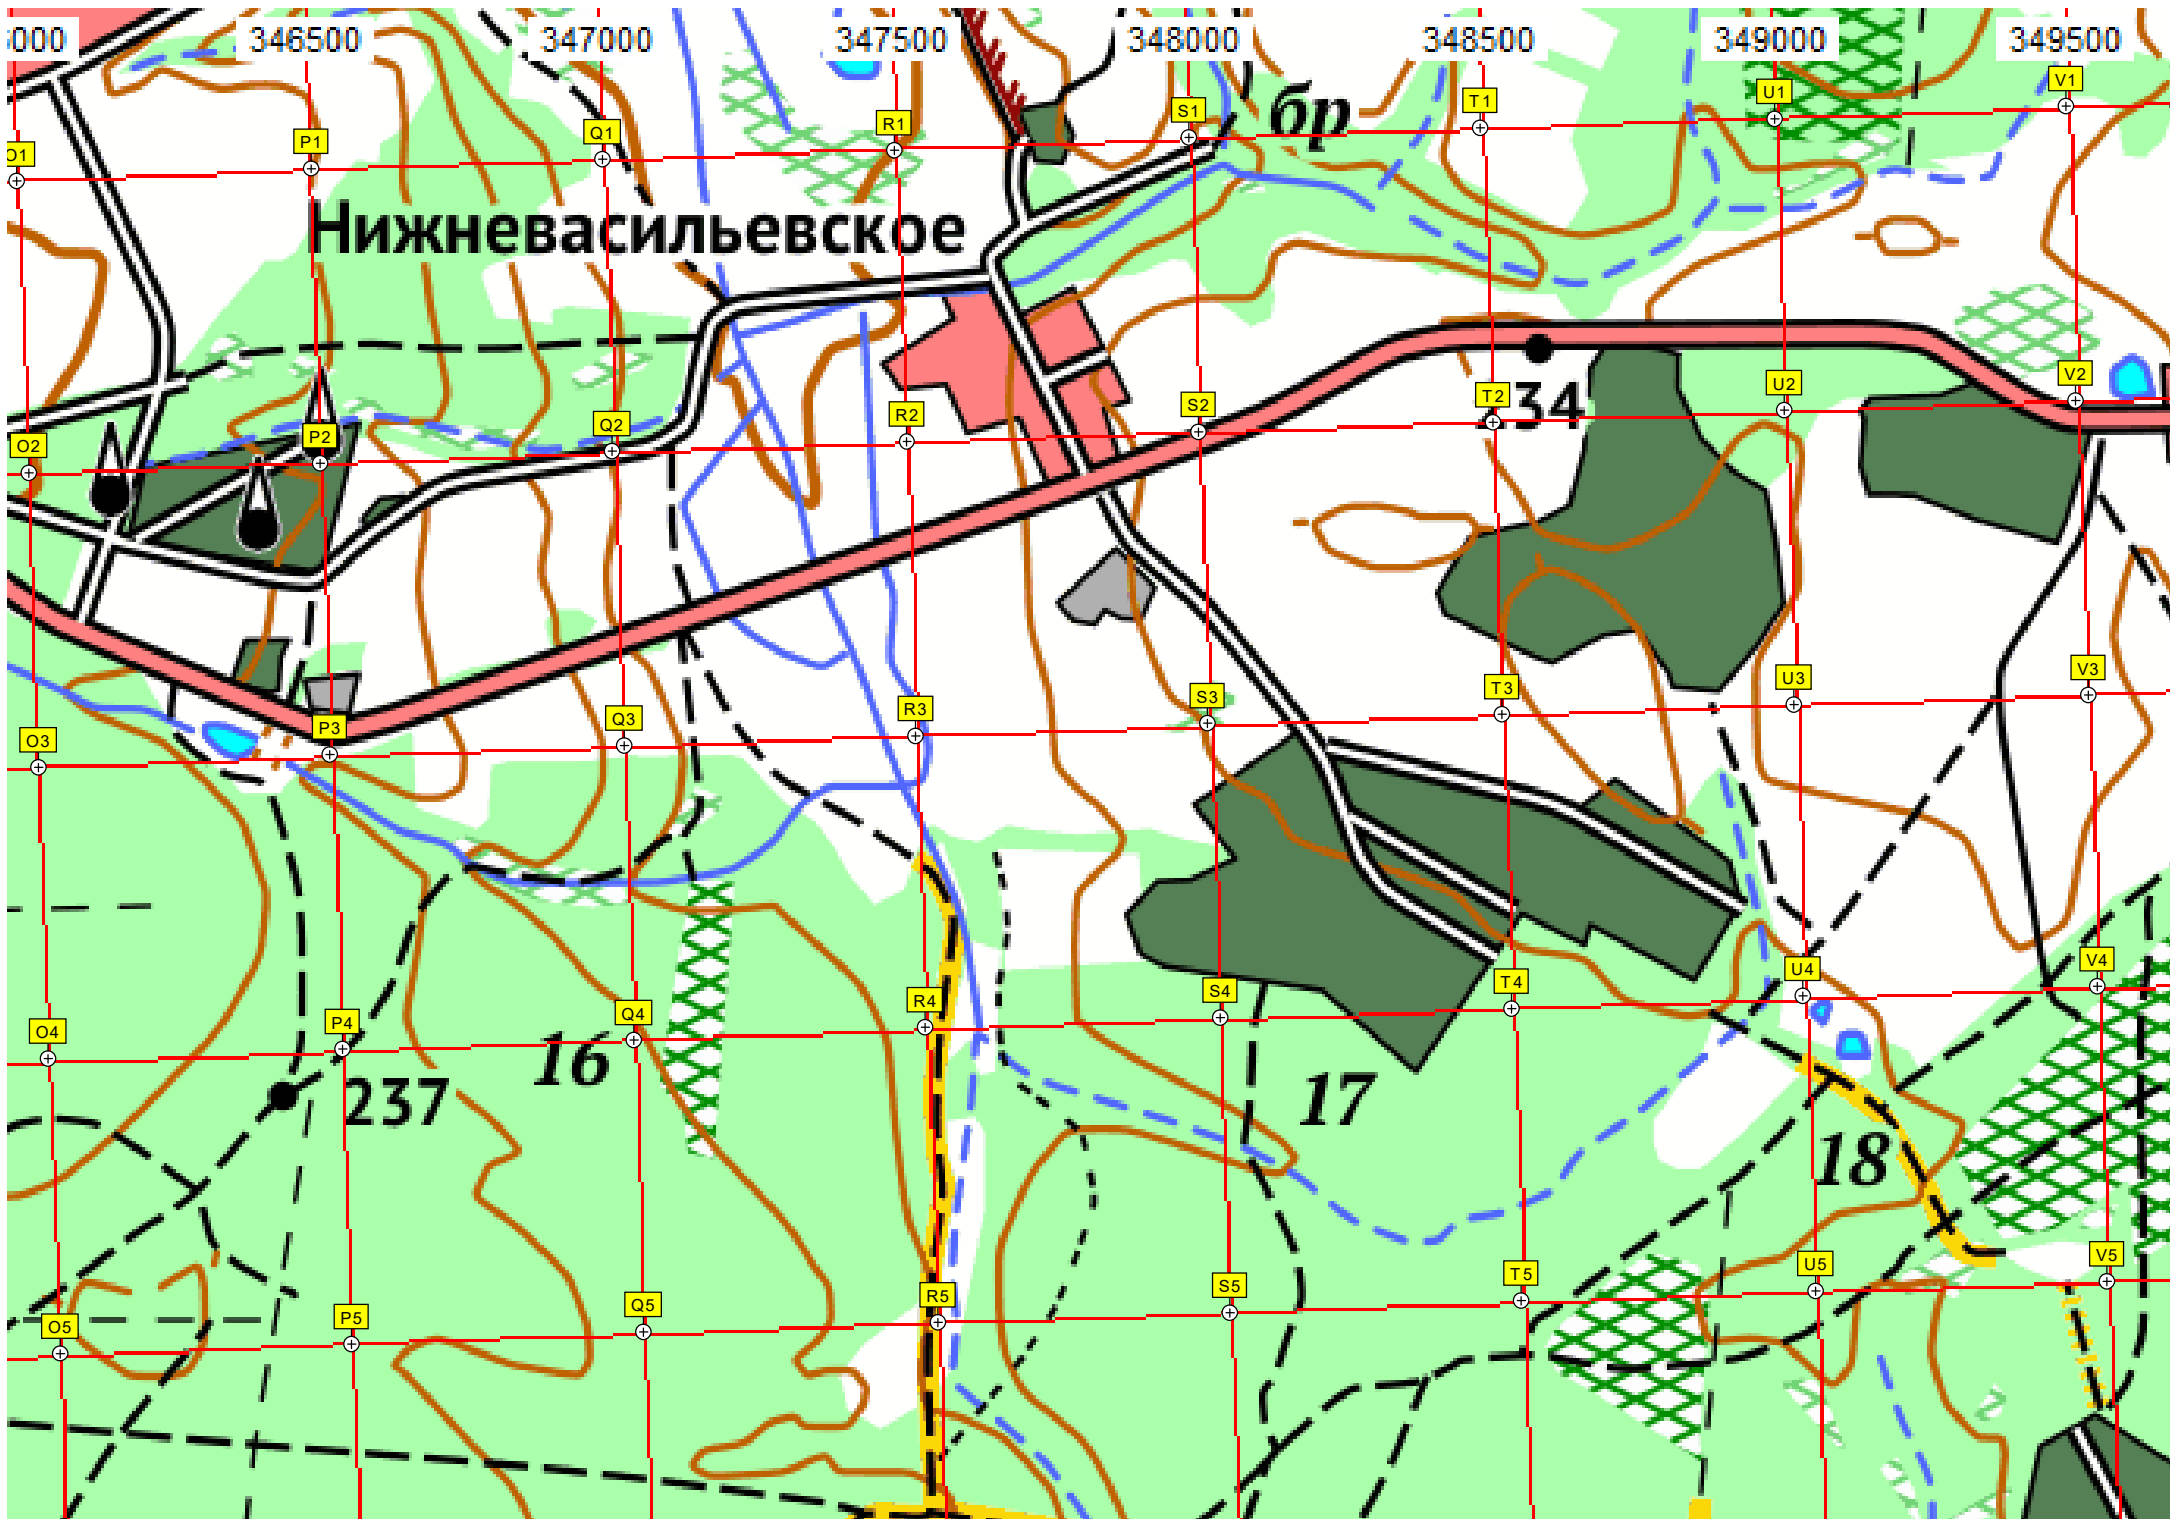 000 346500 347000 347500 348000 348500 349000 349500
O1 P1 Q1 R1 S1 T1 U1 V1
бр
Нижневасильевское
O2 P2 Q2 R2 S2 T2 U2 V2
134
O3 P3 Q3 R3 S3 T3 U3 V3
O4 P4 Q4 R4 S4 T4 U4 V4
16
237
17
18
O5 P5 Q5 R5 S5 T5 U5 V5